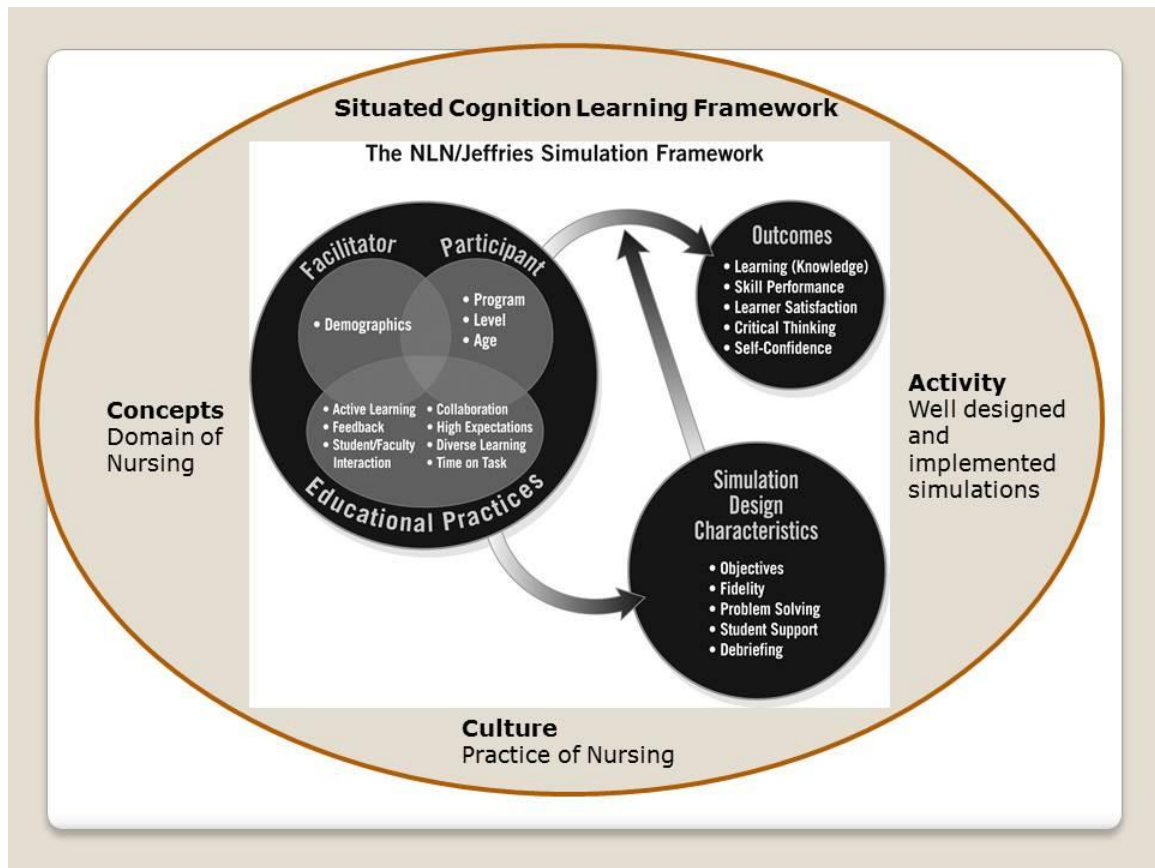 Situated Cognition Learning Framework
The NLN/Jeffries Simulation Framework
Facilitator
Participant
• Demographics
• Program
• Level
• Age
• Active Learning
• Feedback
• Student/Faculty
Interaction
• Collaboration
• High Expectations
• Diverse Learning
• Time on Task
Educational Practices
Outcomes
• Learning (Knowledge)
• Skill Performance
• Learner Satisfaction
• Critical Thinking
• Self-Confidence
Simulation
Design
Characteristics
• Objectives
• Fidelity
• Problem Solving
• Student Support
• Debriefing
Concepts
Domain of
Nursing
Activity
Well designed
and
implemented
simulations
Culture
Practice of Nursing